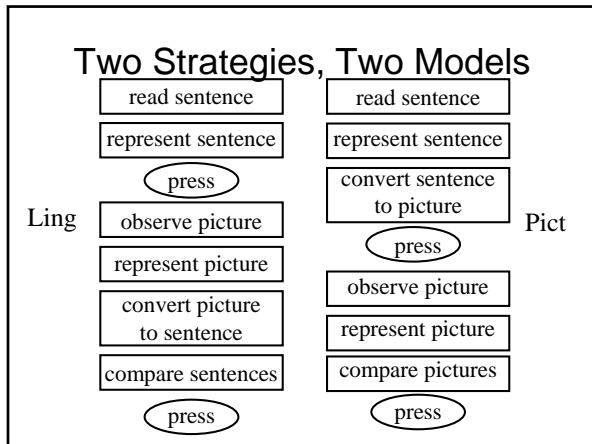 Two Strategies, Two Models
Ling
read sentence
represent sentence
press
observe picture
represent picture
convert picture
to sentence
compare sentences
press
read sentence
represent sentence
convert sentence
to picture
press
observe picture
represent picture
compare pictures
press
Pict